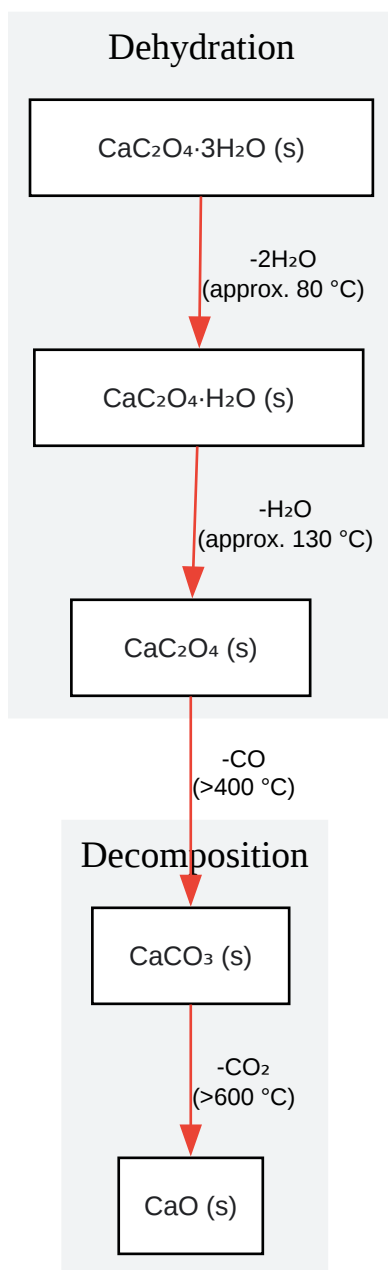 Dehydration
CaC₂O₄·3H₂O (s)
-2H₂O
(approx. 80 °C)
CaC₂O₄·H₂O (s)
-H₂O
(approx. 130 °C)
CaC₂O₄ (s)
-CO
(>400 °C)
Decomposition
CaCO₃ (s)
-CO₂
(>600 °C)
CaO (s)